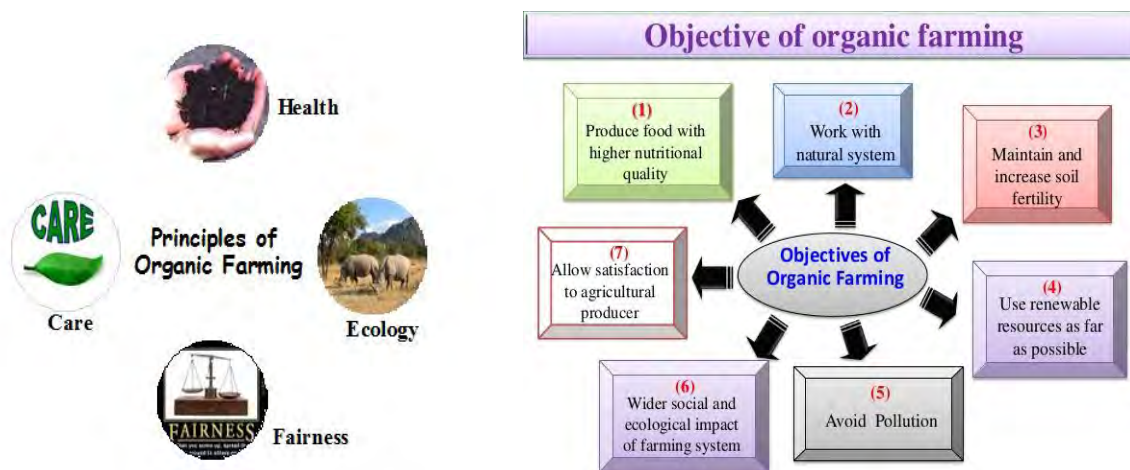 Health
CARE
Care
Principles of
Organic Farming
Ecology
FAIRNESS
Fairness
Objective of organic farming
(1)
Produce food with
higher nutritional
quality
(2)
Work with
natural system
(3)
Maintain and
increase soil
fertility
(7)
Allow satisfaction
to agricultural
producer
Objectives of
Organic Farming
(4)
Use renewable
resources as far
as possible
(6)
Wider social and
ecological impact
of farming system
(5)
Avoid Pollution